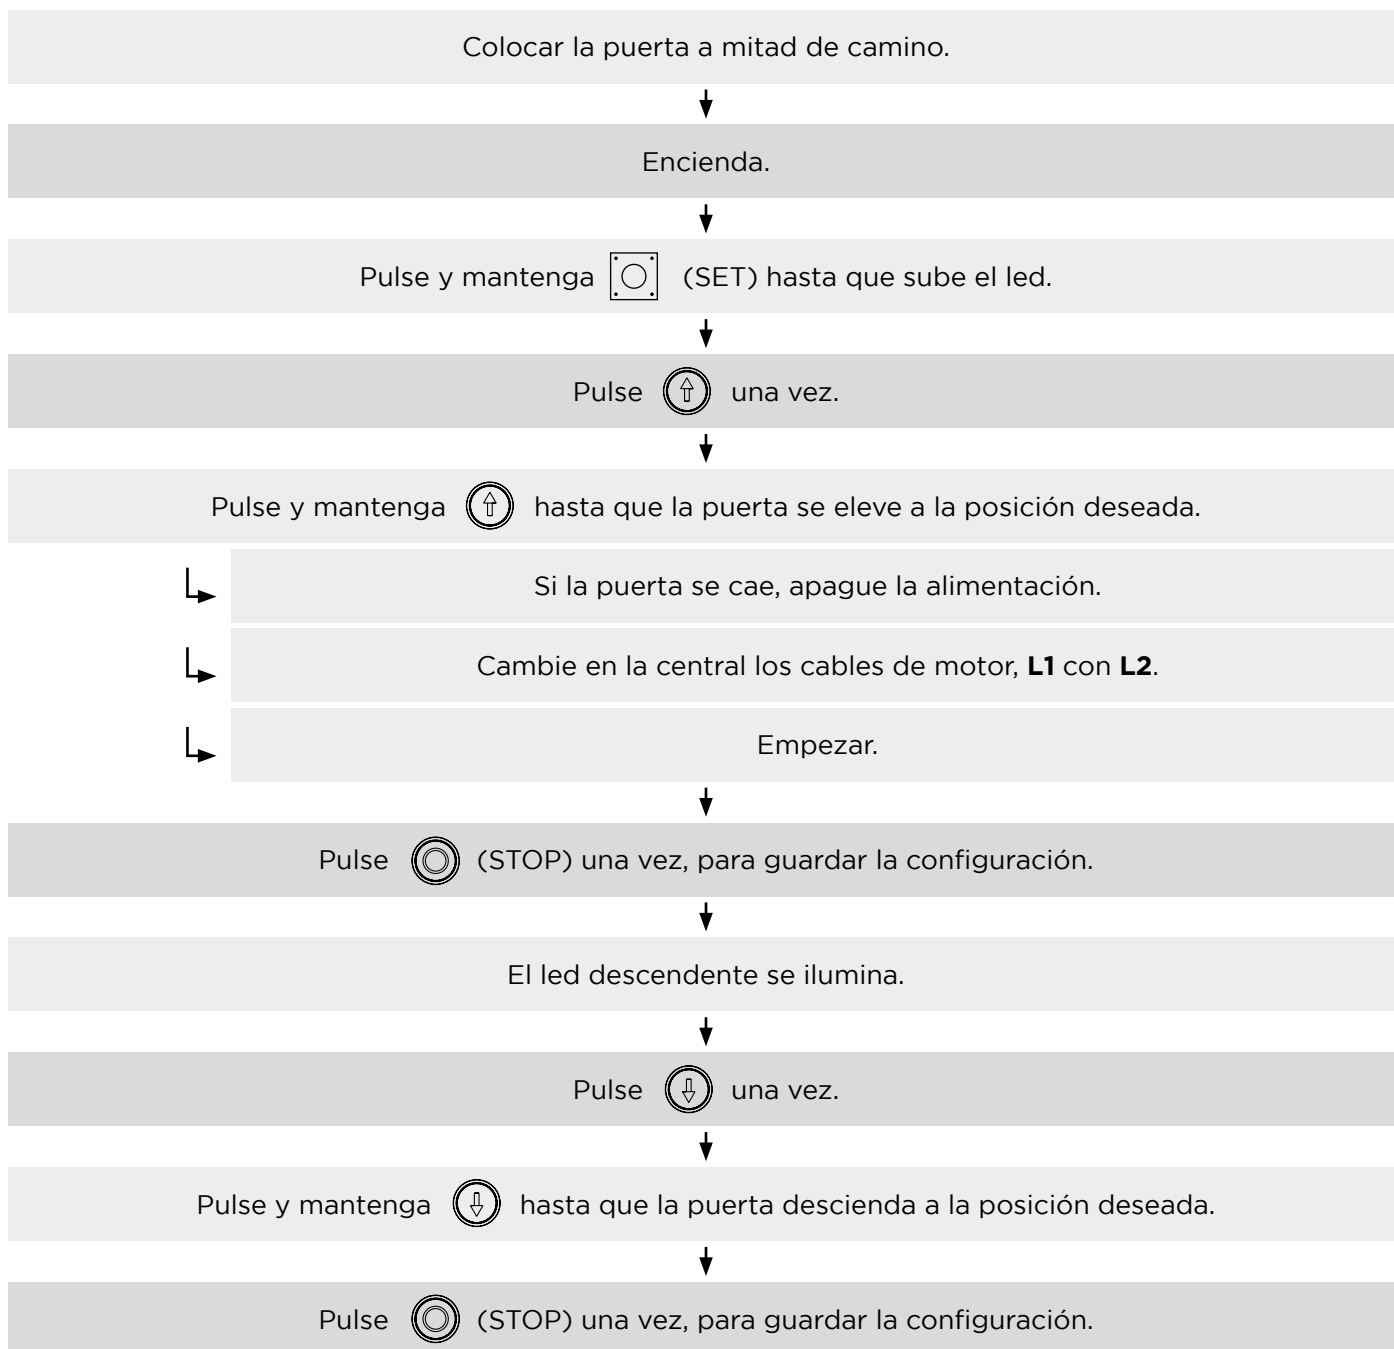 Colocar la puerta a mitad de camino.
Encienda.
Pulse y mantenga (SET) hasta que sube el led.
Pulse una vez.
Pulse y mantenga hasta que la puerta se eleve a la posición deseada.
Si la puerta se cae, apague la alimentación.
Cambie en la central los cables de motor, L1 con L2.
Empezar.
Pulse (STOP) una vez, para guardar la configuración.
El led descendente se ilumina.
Pulse una vez.
Pulse y mantenga hasta que la puerta descienda a la posición deseada.
Pulse (STOP) una vez, para guardar la configuración.